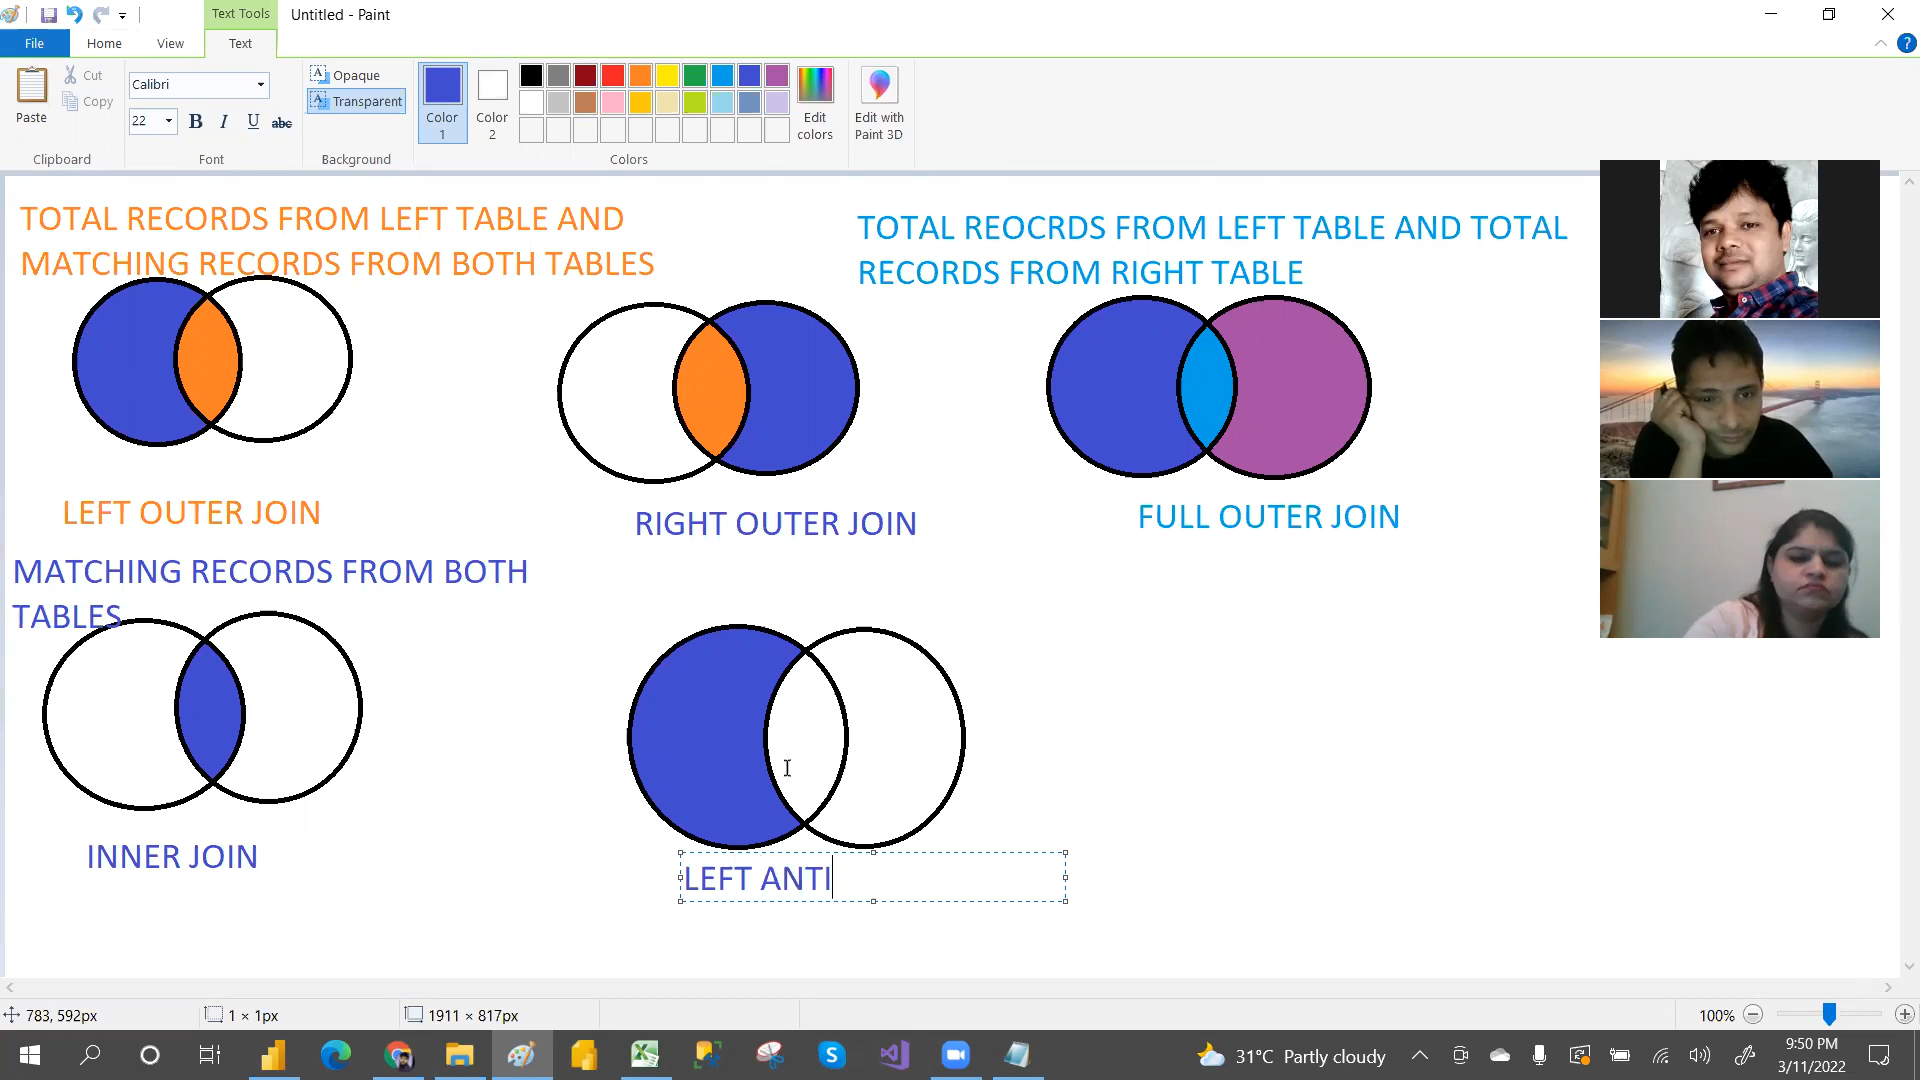 Text Tools
Untitled - Paint
File
Home
View
Text
Paste
Cut
Copy
Clipboard
Calibri
22
B I U abc
Font
Opaque
Transparent
Background
Color 1
Color 2
Edit colors
Edit with Paint 3D
Colors
TOTAL RECORDS FROM LEFT TABLE AND
MATCHING RECORDS FROM BOTH TABLES
TOTAL REOCRDS FROM LEFT TABLE AND TOTAL
RECORDS FROM RIGHT TABLE
LEFT OUTER JOIN
RIGHT OUTER JOIN
FULL OUTER JOIN
MATCHING RECORDS FROM BOTH
TABLES
INNER JOIN
LEFT ANTI
783, 592px
1 × 1px
1911 × 817px
100%
31°C Partly cloudy
9:50 PM
3/11/2022